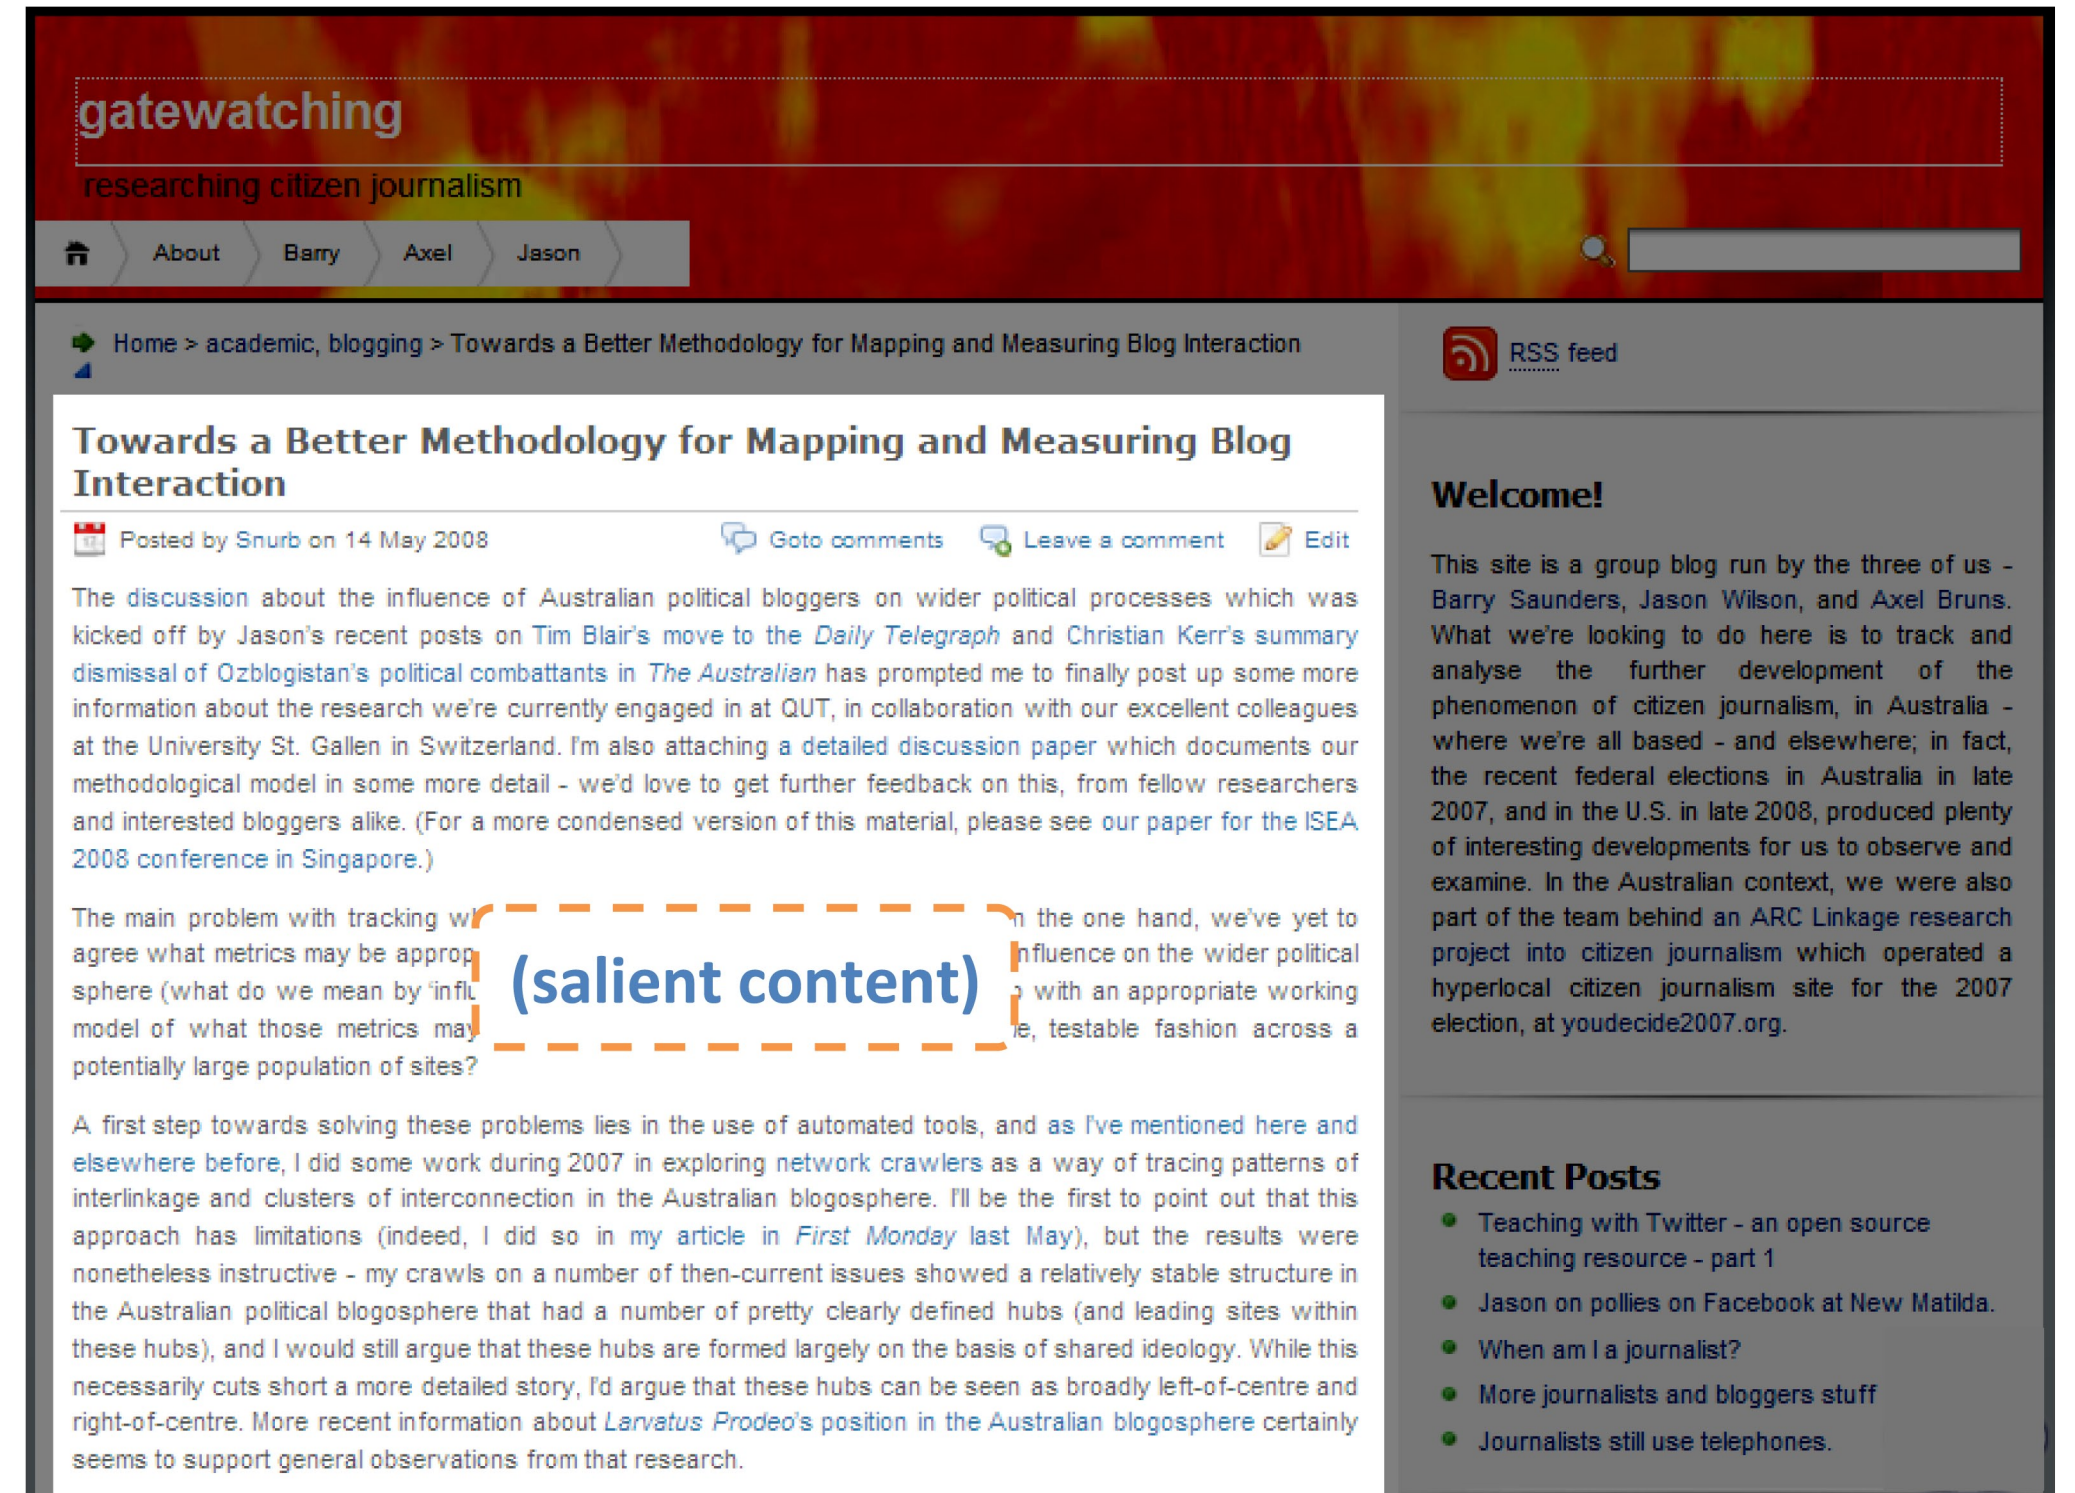 gatewatching
researching citizen journalism
About Barry Axel Jason
Home > academic, blogging > Towards a Better Methodology for Mapping and Measuring Blog Interaction
Towards a Better Methodology for Mapping and Measuring Blog
Interaction
Posted by Snurb on 14 May 2008 Goto comments Leave a comment Edit
The discussion about the influence of Australian political bloggers on wider political processes which was
kicked off by Jason's recent posts on Tim Blair's move to the Daily Telegraph and Christian Kerr's summary
dismissal of Ozblogistan's political combattants in The Australian has prompted me to finally post up some more
information about the research we're currently engaged in at QUT, in collaboration with our excellent colleagues
at the University St. Gallen in Switzerland. I'm also attaching a detailed discussion paper which documents our
methodological model in some more detail - we'd love to get further feedback on this, from fellow researchers
and interested bloggers alike. (For a more condensed version of this material, please see our paper for the ISEA
2008 conference in Singapore.)
The main problem with tracking the one hand, we've yet to
agree what metrics may be on the wider political
sphere (what do we mean by with an appropriate working
model of what those metrics testable fashion across a
potentially large population of sites?
(salient content)
A first step towards solving these problems lies in the use of automated tools, and as I've mentioned here and
elsewhere before, I did some work during 2007 in exploring network crawlers as a way of tracing patterns of
interlinkage and clusters of interconnection in the Australian blogosphere. I'll be the first to point out that this
approach has limitations (indeed, I did so in my article in First Monday last May), but the results were
nonetheless instructive - my crawls on a number of then-current issues showed a relatively stable structure in
the Australian political blogosphere that had a number of pretty clearly defined hubs (and leading sites within
these hubs), and I would still argue that these hubs are formed largely on the basis of shared ideology. While this
necessarily cuts short a more detailed story, I'd argue that these hubs can be seen as broadly left-of-centre and
right-of-centre. More recent information about Larvatus Prodeo's position in the Australian blogosphere certainly
seems to support general observations from that research.
RSS feed
Welcome!
This site is a group blog run by the three of us -
Barry Saunders, Jason Wilson, and Axel Bruns.
What we're looking to do here is to track and
analyse the further development of the
phenomenon of citizen journalism, in Australia -
where we're all based - and elsewhere; in fact,
the recent federal elections in Australia in late
2007, and in the U.S. in late 2008, produced plenty
of interesting developments for us to observe and
examine. In the Australian context, we were also
part of the team behind an ARC Linkage research
project into citizen journalism which operated a
hyperlocal citizen journalism site for the 2007
election, at youdecide2007.org.
Recent Posts
Teaching with Twitter - an open source
teaching resource - part 1
Jason on pollies on Facebook at New Matilda.
When am I a journalist?
More journalists and bloggers stuff
Journalists still use telephones.